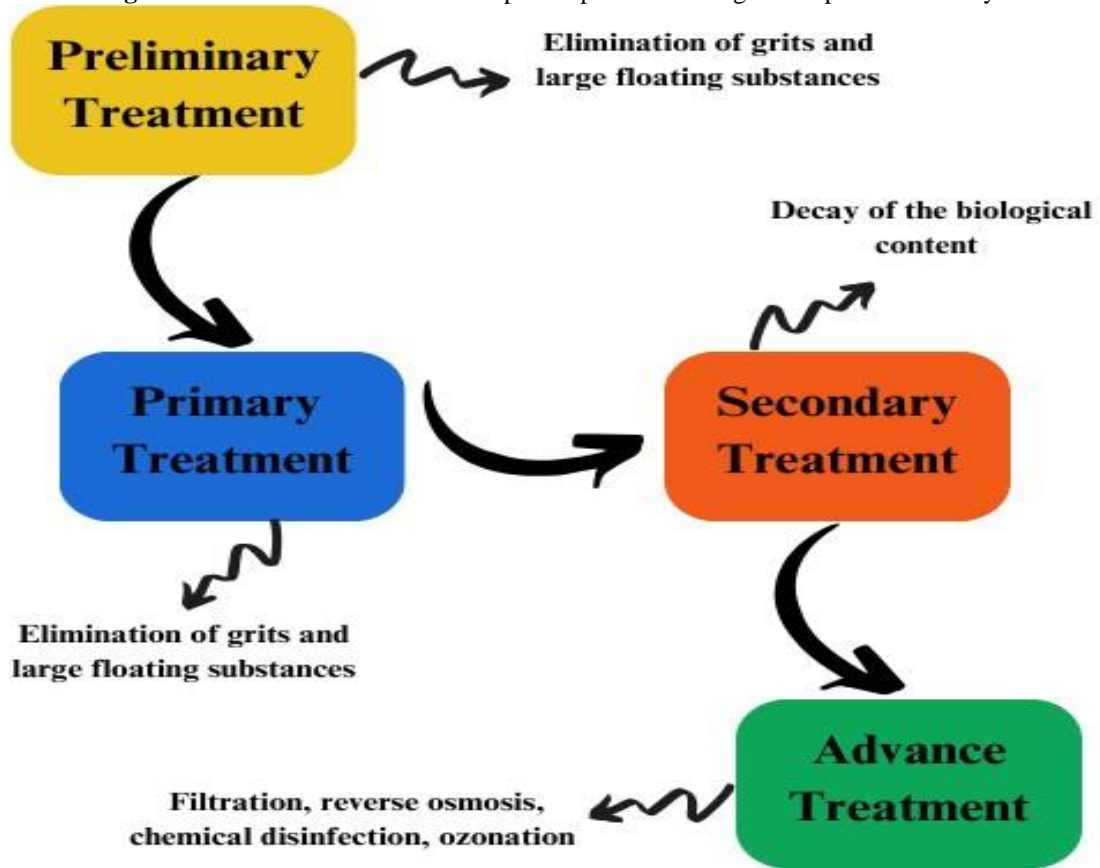 Preliminary
Treatment
Elimination of grits and
large floating substances
Decay of the biological
content
Primary
Treatment
Secondary
Treatment
Elimination of grits and
large floating substances
Advance
Treatment
Filtration, reverse osmosis,
chemical disinfection, ozonation